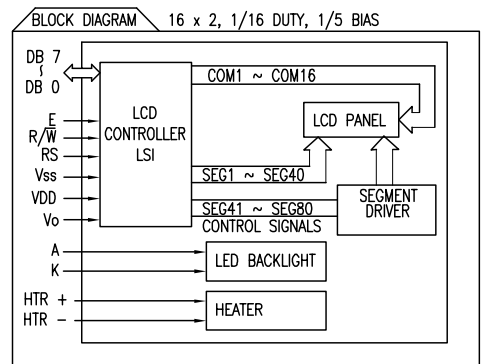 BLOCK DIAGRAM 16 x 2, 1/16 DUTY, 1/5 BIAS
DB 7
∫
DB 0
E
R/W̅
RS
Vss
VDD
Vo
A
K
HTR +
HTR -
LCD
CONTROLLER
LSI
COM1 ~ COM16
LCD PANEL
SEG1 ~ SEG40
SEG41 ~ SEG80
CONTROL SIGNALS
SEGMENT
DRIVER
LED BACKLIGHT
HEATER